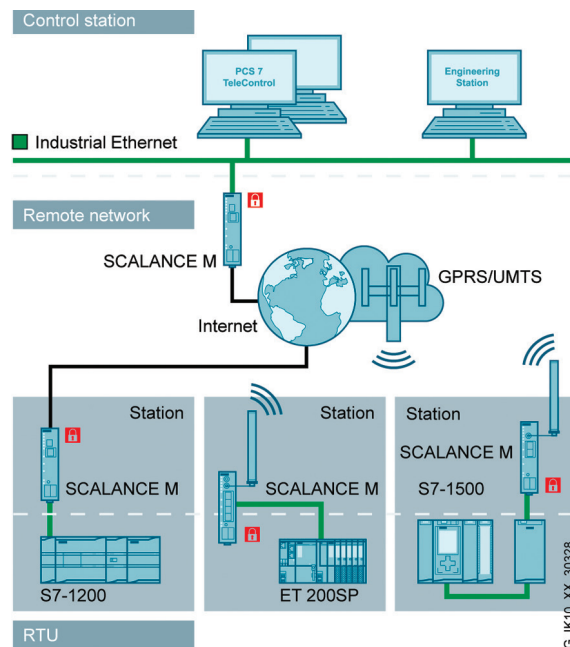 Control station
PCS 7
TeleControl
Engineering
Station
Industrial Ethernet
Remote network
SCALANCE M
GPRS/UMTS
Internet
Station
SCALANCE M
S7-1200
Station
SCALANCE M
ET 200SP
Station
SCALANCE M
S7-1500
RTU
G_IK10_XX_30328